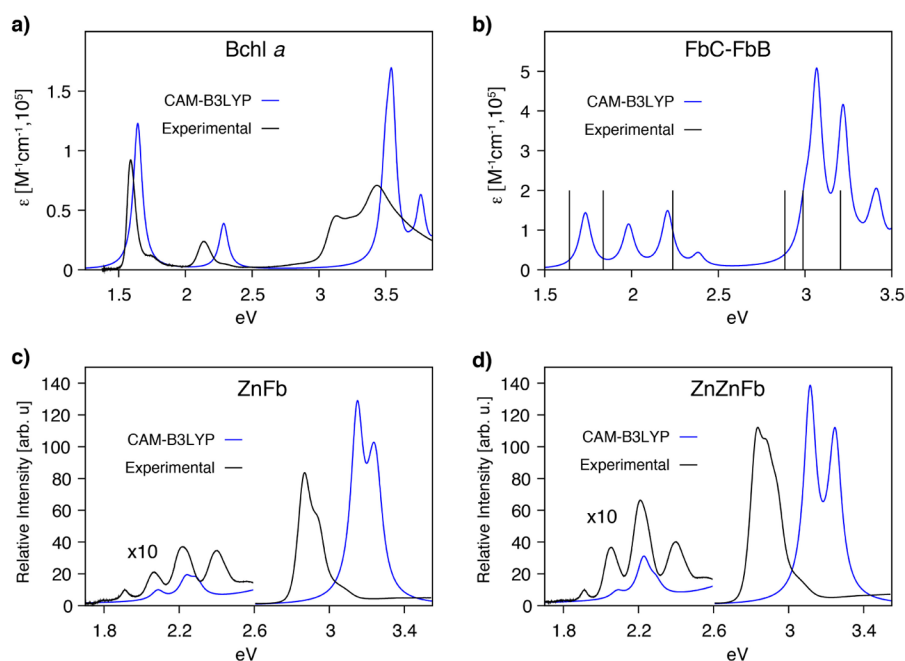 a)
Bchl a
CAM-B3LYP
Experimental
ε [M⁻¹cm⁻¹,10⁵]
1.5
1
0.5
0
1.5
2
2.5
3
3.5
eV
b)
FbC-FbB
CAM-B3LYP
Experimental
ε [M⁻¹cm⁻¹,10⁵]
5
4
3
2
1
0
1.5
2
2.5
3
3.5
eV
c)
ZnFb
CAM-B3LYP
Experimental
x10
Relative Intensity [arb. u]
140
120
100
80
60
40
20
0
1.8
2.2
2.6
3
3.4
eV
d)
ZnZnFb
CAM-B3LYP
Experimental
x10
Relative Intensity [arb. u.]
140
120
100
80
60
40
20
0
1.8
2.2
2.6
3
3.4
eV